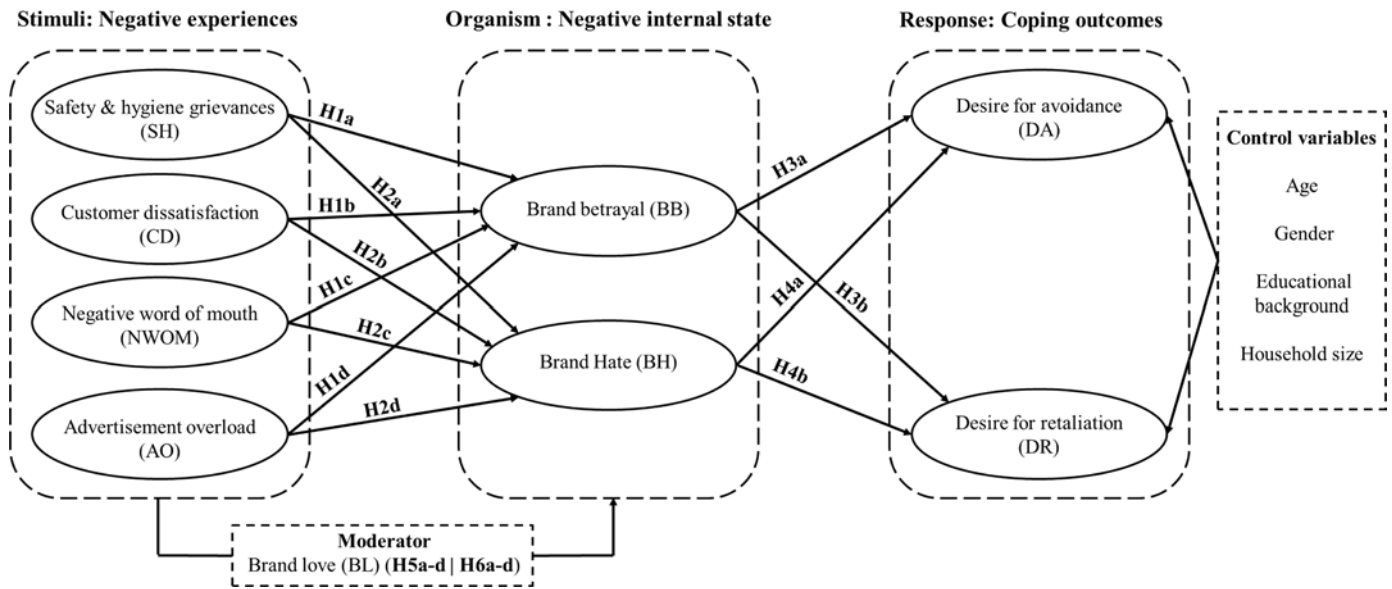 Stimuli: Negative experiences
Organism : Negative internal state
Response: Coping outcomes
Safety & hygiene grievances
(SH)
Customer dissatisfaction
(CD)
Negative word of mouth
(NWOM)
Advertisement overload
(AO)
H1a
H2a
H1b
H2b
H1c
H2c
H1d
H2d
Brand betrayal (BB)
Brand Hate (BH)
H3a
H4a
H3b
H4b
Desire for avoidance
(DA)
Desire for retaliation
(DR)
Control variables
Age
Gender
Educational
background
Household size
Moderator
Brand love (BL) (H5a-d | H6a-d)